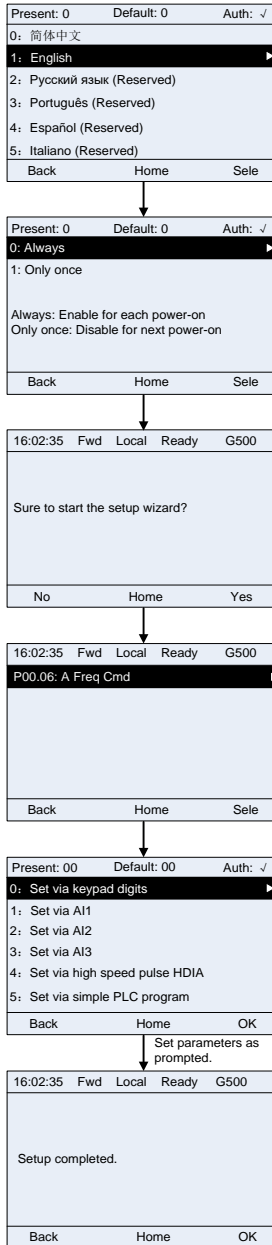 Present: 0 Default: 0 Auth: √
0：简体中文
1：English
2：Русский язык (Reserved)
3：Português (Reserved)
4：Español (Reserved)
5：Italiano (Reserved)
Back Home Sele
Present: 0 Default: 0 Auth: √
0: Always
1: Only once
Always: Enable for each power-on
Only once: Disable for next power-on
Back Home Sele
16:02:35 Fwd Local Ready G500
Sure to start the setup wizard?
No Home Yes
16:02:35 Fwd Local Ready G500
P00.06: A Freq Cmd
Back Home Sele
Present: 00 Default: 00 Auth: √
0：Set via keypad digits
1：Set via AI1
2：Set via AI2
3：Set via AI3
4：Set via high speed pulse HDIA
5：Set via simple PLC program
Back Home OK
Set parameters as
prompted.
16:02:35 Fwd Local Ready G500
Setup completed.
Back Home OK